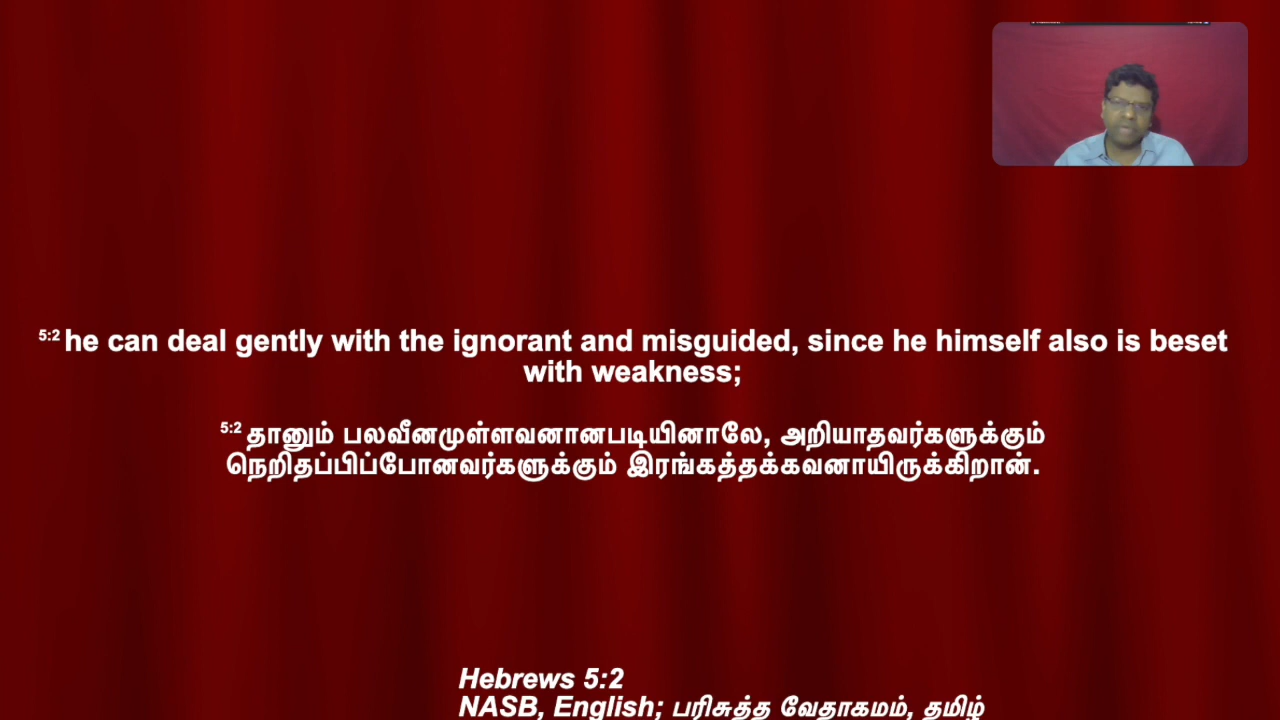 5:2 he can deal gently with the ignorant and misguided, since he himself also is beset
with weakness;
5:2 தானும் பலவீனமுள்ளவனானபடியினாலே, அறியாதவர்களுக்கும்
நெறிதப்பிப்போனவர்களுக்கும் இரங்கத்தக்கவனாயிருக்கிறான்.
Hebrews 5:2
NASB, English; பரிசுத்த வேதாகமம், தமிழ்